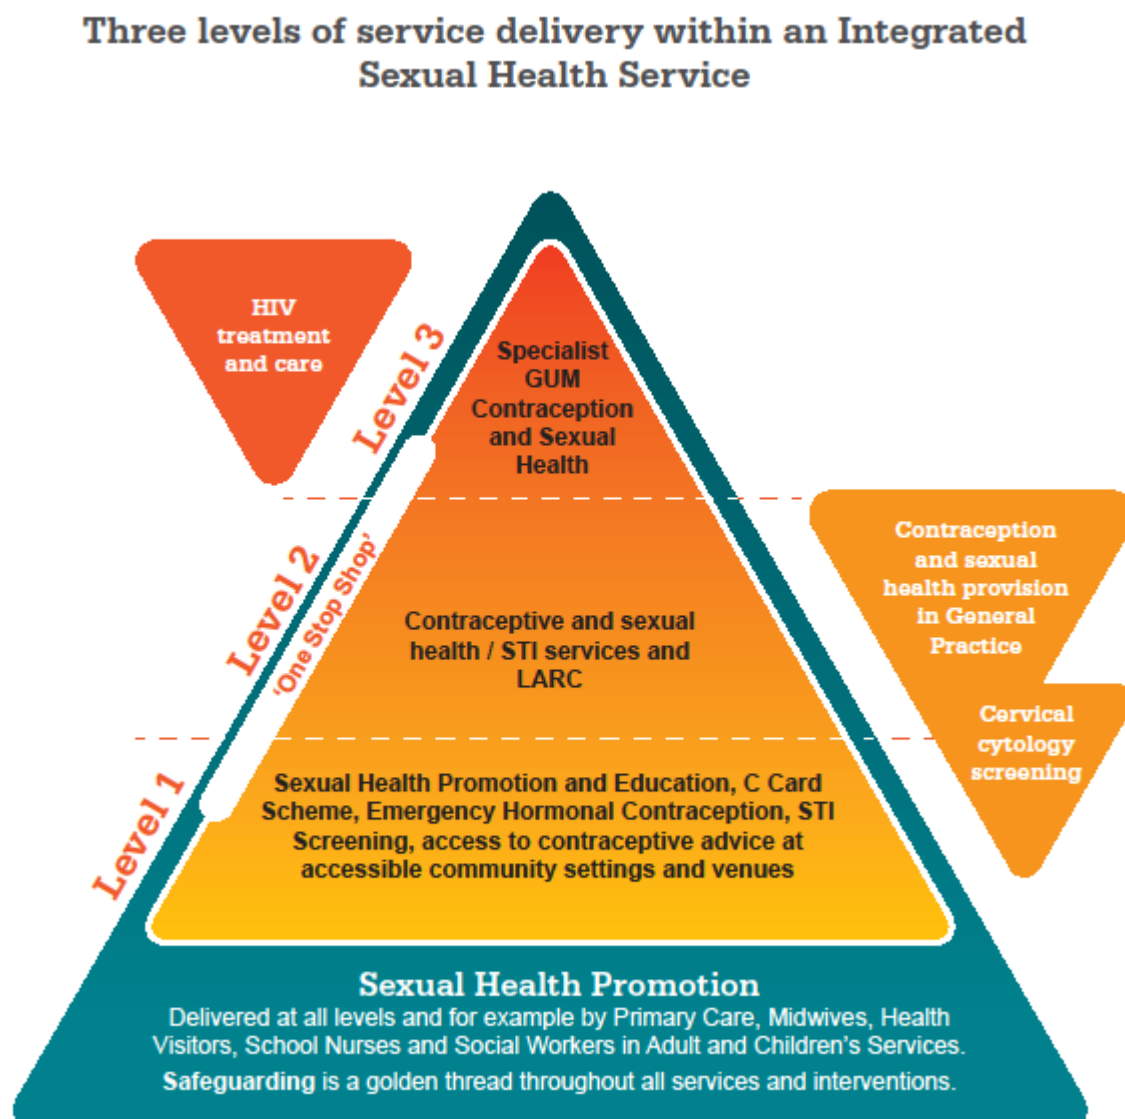 Three levels of service delivery within an Integrated
Sexual Health Service
HIV
treatment
and care
Level 3
Specialist
GUM
Contraception
and Sexual
Health
Level 2
‘One Stop Shop’
Contraceptive and sexual
health / STI services and
LARC
Contraception
and sexual
health provision
in General
Practice
Cervical
cytology
screening
Level 1
Sexual Health Promotion and Education, C Card
Scheme, Emergency Hormonal Contraception, STI
Screening, access to contraceptive advice at
accessible community settings and venues
Sexual Health Promotion
Delivered at all levels and for example by Primary Care, Midwives, Health
Visitors, School Nurses and Social Workers in Adult and Children’s Services.
Safeguarding is a golden thread throughout all services and interventions.